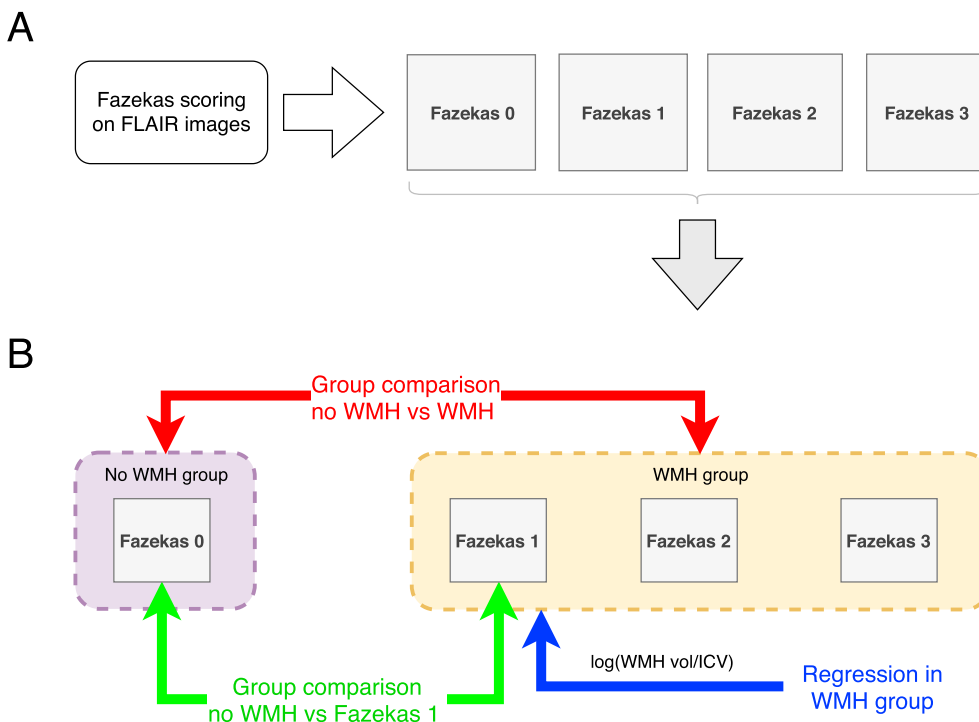 A
Fazekas scoring
on FLAIR images
Fazekas 0
Fazekas 1
Fazekas 2
Fazekas 3
B
Group comparison
no WMH vs WMH
No WMH group
WMH group
Fazekas 0
Fazekas 1
Fazekas 2
Fazekas 3
log(WMH vol/ICV)
Group comparison
no WMH vs Fazekas 1
Regression in
WMH group